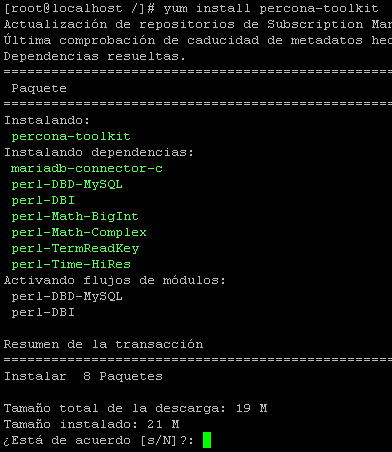 [root@localhost /]# yum install percona-toolkit
Actualización de repositorios de Subscription Man
Última comprobación de caducidad de metadatos hec
Dependencias resueltas.
================================================
Paquete
================================================
Instalando:
percona-toolkit
Instalando dependencias:
mariadb-connector-c
perl-DBD-MySQL
perl-DBI
perl-Math-BigInt
perl-Math-Complex
perl-TermReadKey
perl-Time-HiRes
Activando flujos de módulos:
perl-DBD-MySQL
perl-DBI
Resumen de la transacción
================================================
Instalar  8 Paquetes
Tamaño total de la descarga: 19 M
Tamaño instalado: 21 M
¿Está de acuerdo [s/N]?: